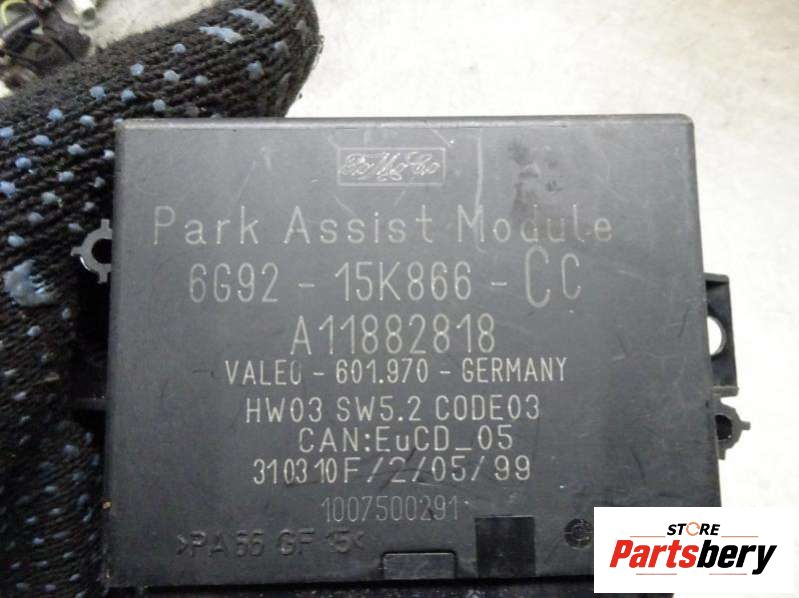 FoMoCo
Park Assist Module
6G92 - 15K866 - CC
A11882818
VALEO - 601.970 - GERMANY
HW03 SW5.2 CODE03
CAN:EuCD_05
310310F/2/05/99
1007500291
>PA66 GF 15<
STORE
Partsbery